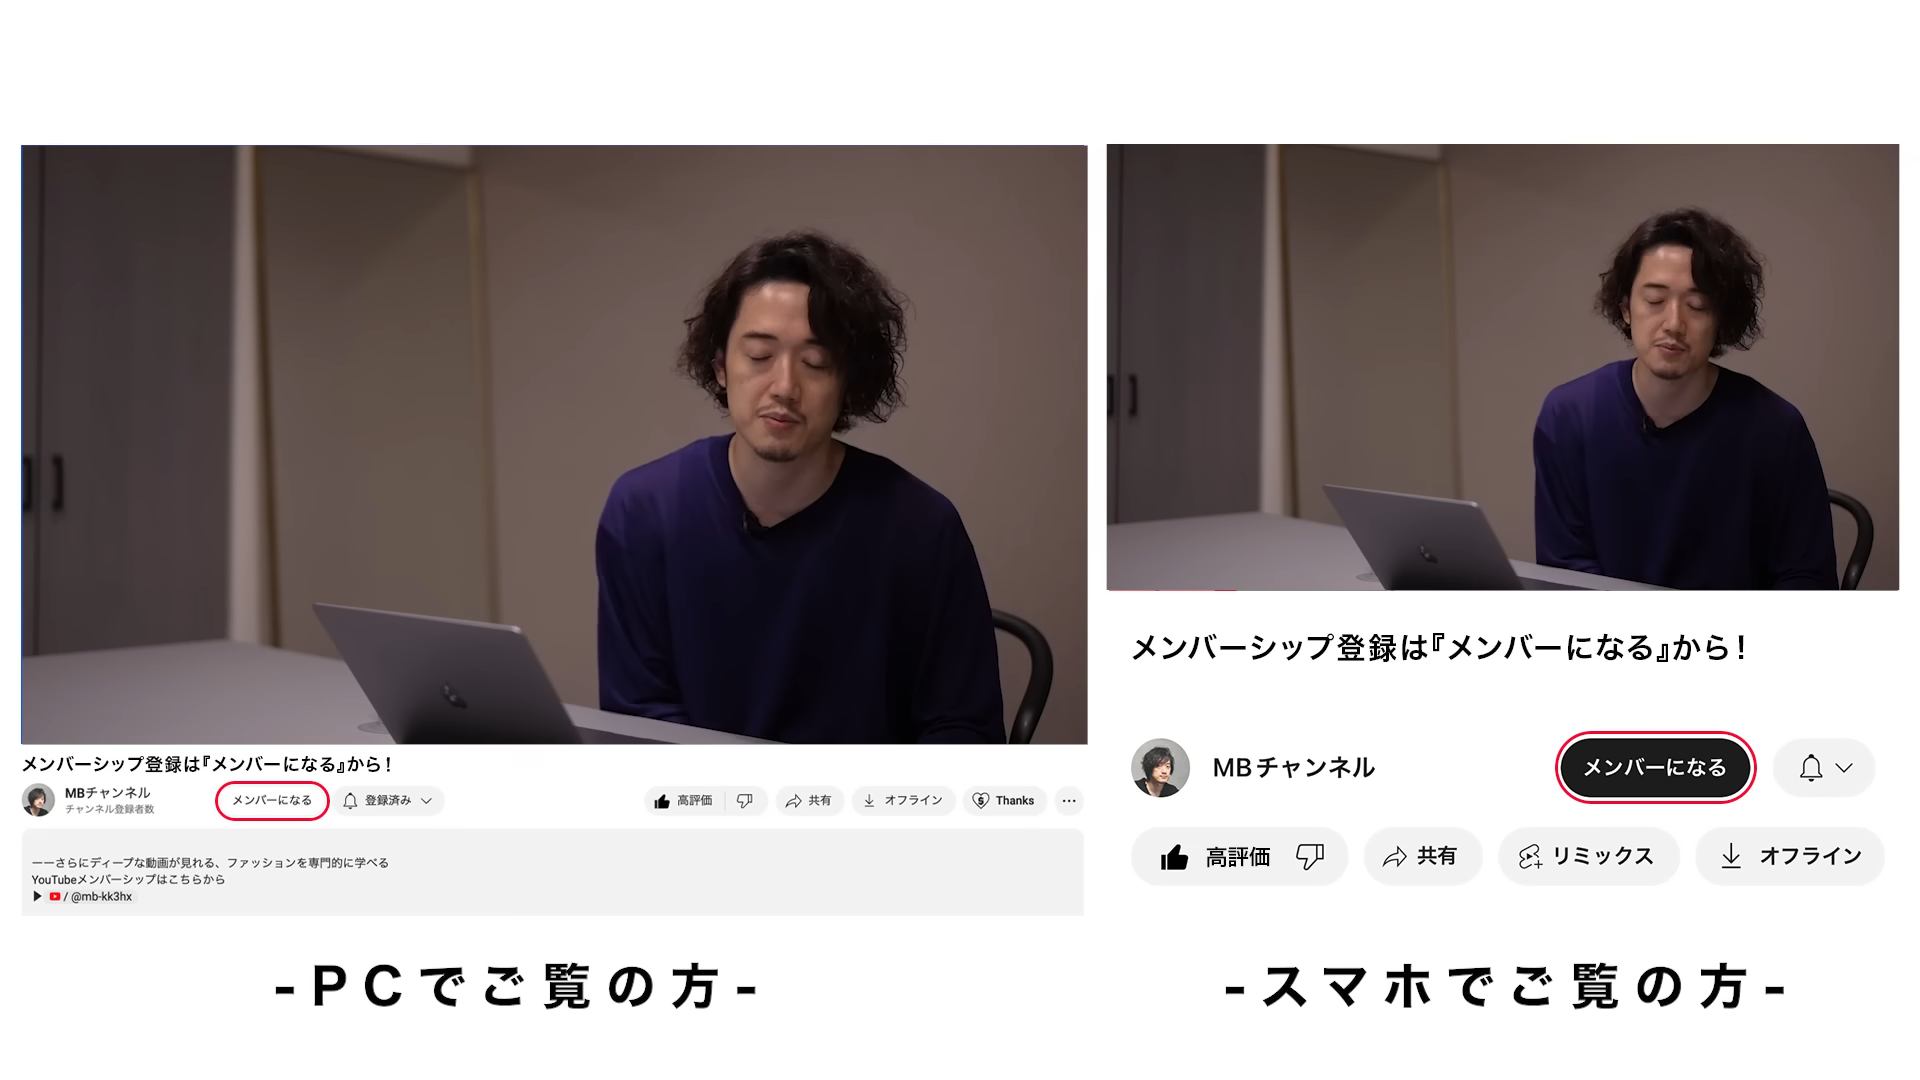 メンバーシップ登録は『メンバーになる』から！
MBチャンネル
チャンネル登録者数
メンバーになる
登録済み
高評価
共有
オフライン
Thanks
ーーさらにディープな動画が見れる、ファッションを専門的に学べる
YouTubeメンバーシップはこちらから
▶ / @mb-kk3hx
-PCでご覧の方-
メンバーシップ登録は『メンバーになる』から！
MBチャンネル
メンバーになる
高評価
共有
リミックス
オフライン
-スマホでご覧の方-